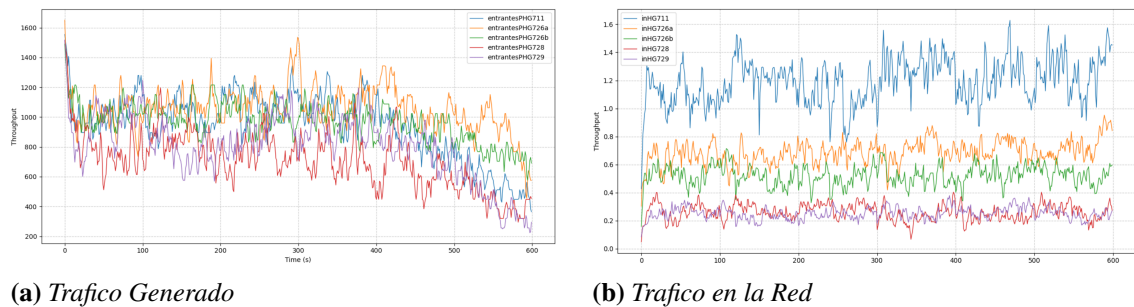 1600
1400
1200
1000
800
600
400
200
Throughput
0 100 200 300 400 500 600
Time (s)
entrantesPHG711
entrantesPHG726a
entrantesPHG726b
entrantesPHG728
entrantesPHG729
(a) Trafico Generado
1.6
1.4
1.2
1.0
0.8
0.6
0.4
0.2
0.0
Throughput
0 100 200 300 400 500 600
inHG711
inHG726a
inHG726b
inHG728
inHG729
(b) Trafico en la Red